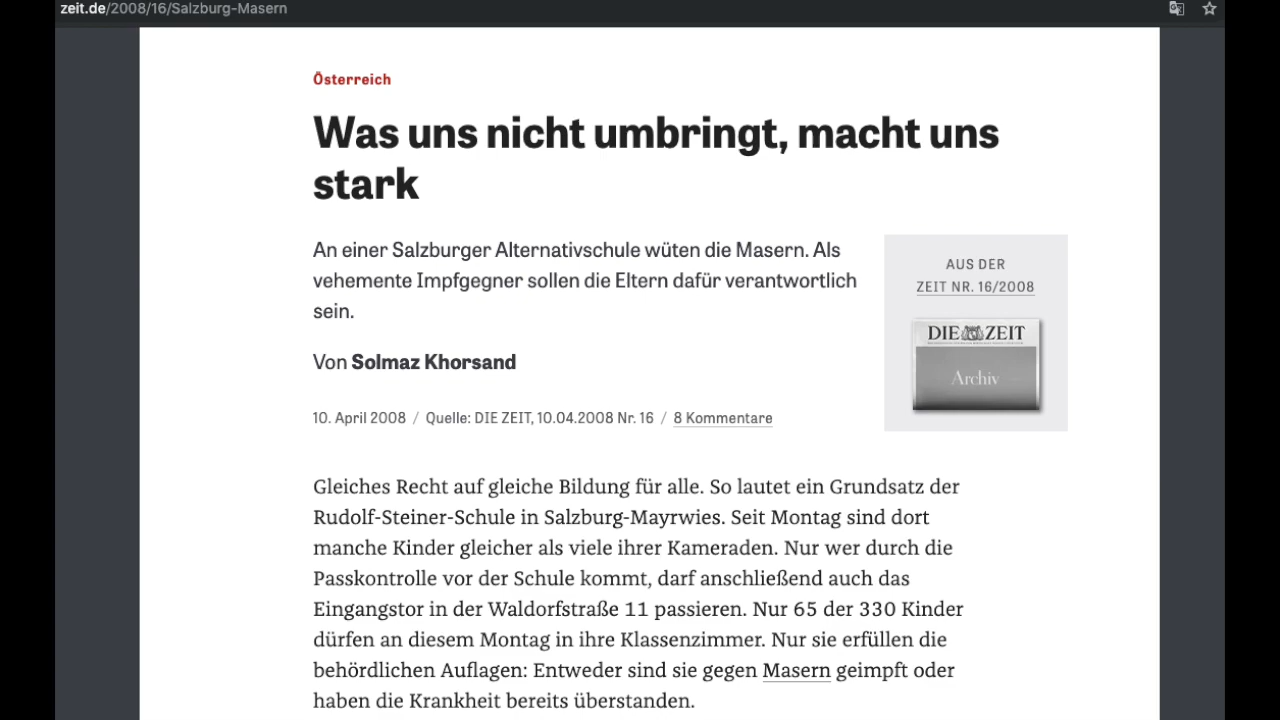 zeit.de/2008/16/Salzburg-Masern
Österreich
Was uns nicht umbringt, macht uns
stark
An einer Salzburger Alternativschule wüten die Masern. Als
vehemente Impfgegner sollen die Eltern dafür verantwortlich
sein.
Von Solmaz Khorsand
10. April 2008 / Quelle: DIE ZEIT, 10.04.2008 Nr. 16 / 8 Kommentare
AUS DER
ZEIT NR. 16/2008
DIE ZEIT
Archiv
Gleiches Recht auf gleiche Bildung für alle. So lautet ein Grundsatz der
Rudolf-Steiner-Schule in Salzburg-Mayrwies. Seit Montag sind dort
manche Kinder gleicher als viele ihrer Kameraden. Nur wer durch die
Passkontrolle vor der Schule kommt, darf anschließend auch das
Eingangstor in der Waldorfstraße 11 passieren. Nur 65 der 330 Kinder
dürfen an diesem Montag in ihre Klassenzimmer. Nur sie erfüllen die
behördlichen Auflagen: Entweder sind sie gegen Masern geimpft oder
haben die Krankheit bereits überstanden.